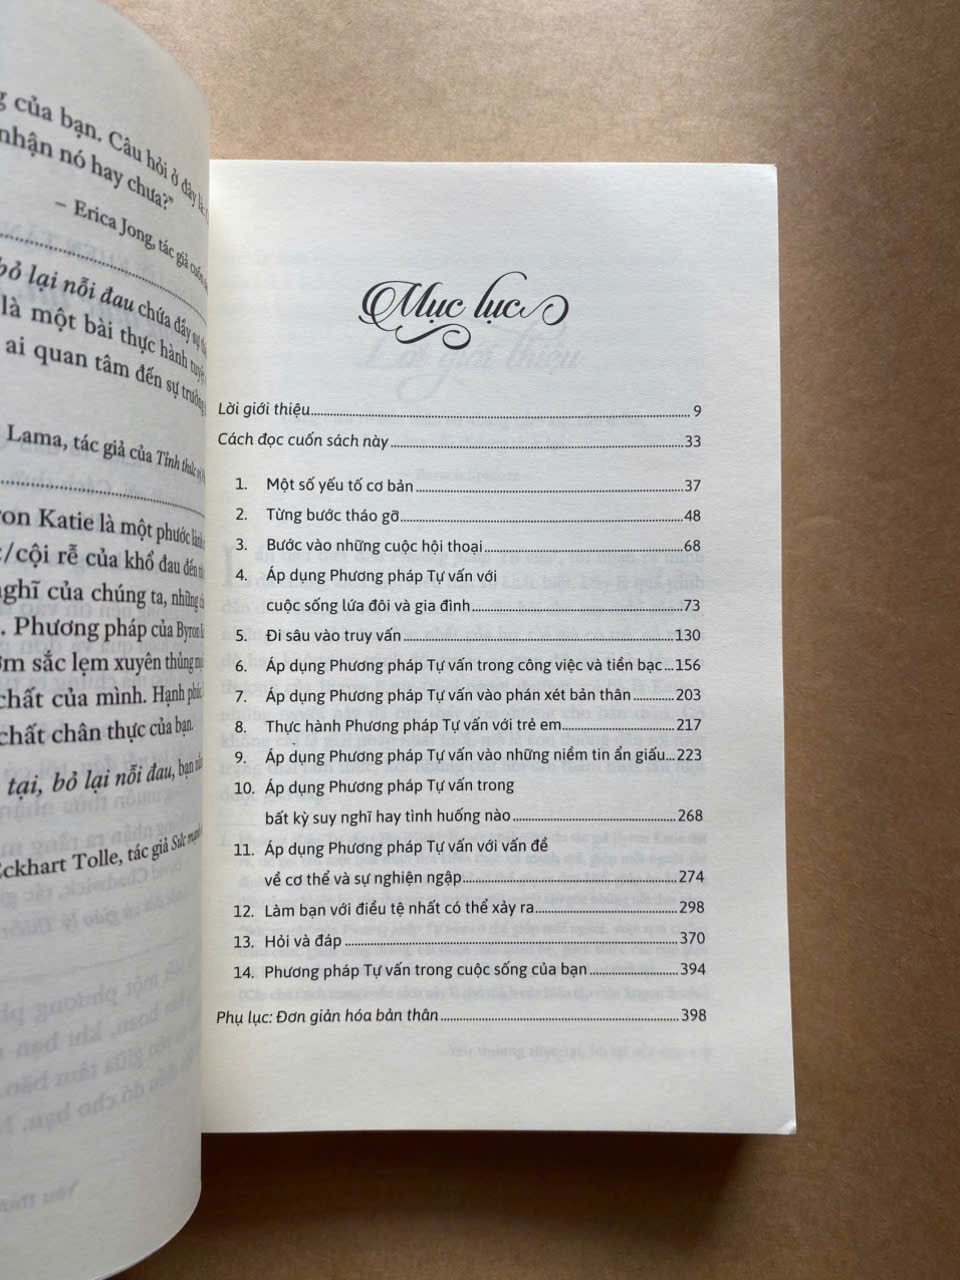 của bạn. Câu hỏi ở đây là:
nhận nó hay chưa?"
– Erica Jong, tác giả cuốn
bỏ lại nỗi đau chứa đầy sự
là một bài thực hành tuyệt
ai quan tâm đến sự trưởng
Lama, tác giả của Tỉnh thức
Katie là một phước lành
/cội rễ của khổ đau
nghĩ của chúng ta, những
. Phương pháp của Byron
sắc lẹm xuyên thủng
chất của mình. Hạnh phúc
chất chân thực của bạn.
tại, bỏ lại nỗi đau, bạn
Eckhart Tolle, tác giả Sức mạnh
Mục lục
Lời giới thiệu 9
Cách đọc cuốn sách này 33
1. Một số yếu tố cơ bản 37
2. Từng bước tháo gỡ 48
3. Bước vào những cuộc hội thoại 68
4. Áp dụng Phương pháp Tự vấn với
cuộc sống lứa đôi và gia đình 73
5. Đi sâu vào truy vấn 130
6. Áp dụng Phương pháp Tự vấn trong công việc và tiền bạc 156
7. Áp dụng Phương pháp Tự vấn vào phán xét bản thân 203
8. Thực hành Phương pháp Tự vấn với trẻ em 217
9. Áp dụng Phương pháp Tự vấn vào những niềm tin ẩn giấu 223
10. Áp dụng Phương pháp Tự vấn trong
bất kỳ suy nghĩ hay tình huống nào 268
11. Áp dụng Phương pháp Tự vấn với vấn đề
về cơ thể và sự nghiện ngập 274
12. Làm bạn với điều tệ nhất có thể xảy ra 298
13. Hỏi và đáp 370
14. Phương pháp Tự vấn trong cuộc sống của bạn 394
Phụ lục: Đơn giản hóa bản thân 398